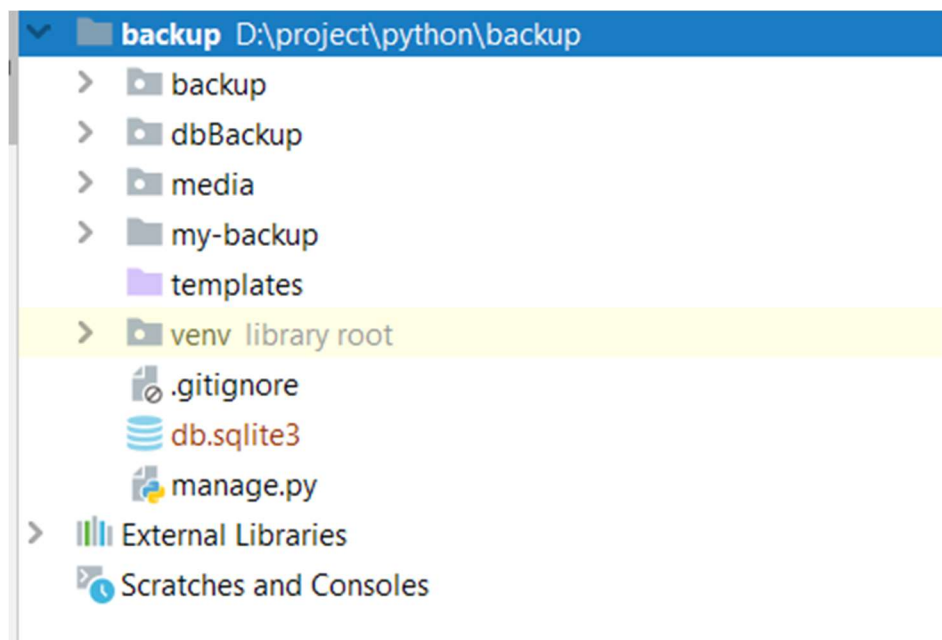 backup D:\project\python\backup
backup
dbBackup
media
my-backup
templates
venv library root
.gitignore
db.sqlite3
manage.py
External Libraries
Scratches and Consoles